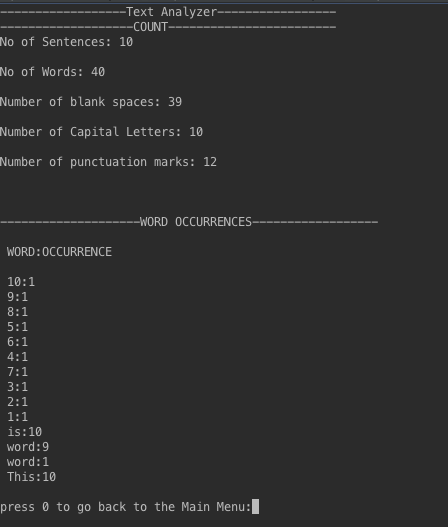 ------------------Text Analyzer-----------------
-------------------COUNT------------------------
No of Sentences: 10
No of Words: 40
Number of blank spaces: 39
Number of Capital Letters: 10
Number of punctuation marks: 12
--------------------WORD OCCURRENCES------------------
WORD:OCCURRENCE
10:1
9:1
8:1
5:1
6:1
4:1
7:1
3:1
2:1
1:1
is:10
word:9
word:1
This:10
press 0 to go back to the Main Menu: